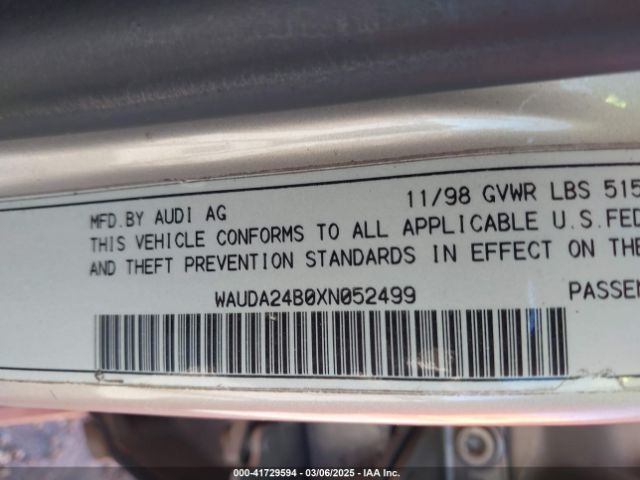 MFD.BY AUDI AG 11/98 GVWR LBS 515
THIS VEHICLE CONFORMS TO ALL APPLICABLE U.S.FED
AND THEFT PREVENTION STANDARDS IN EFFECT ON THE
WAUDA24B0XN052499 PASSEN
000-41729594 — 03/06/2025 — IAA Inc.